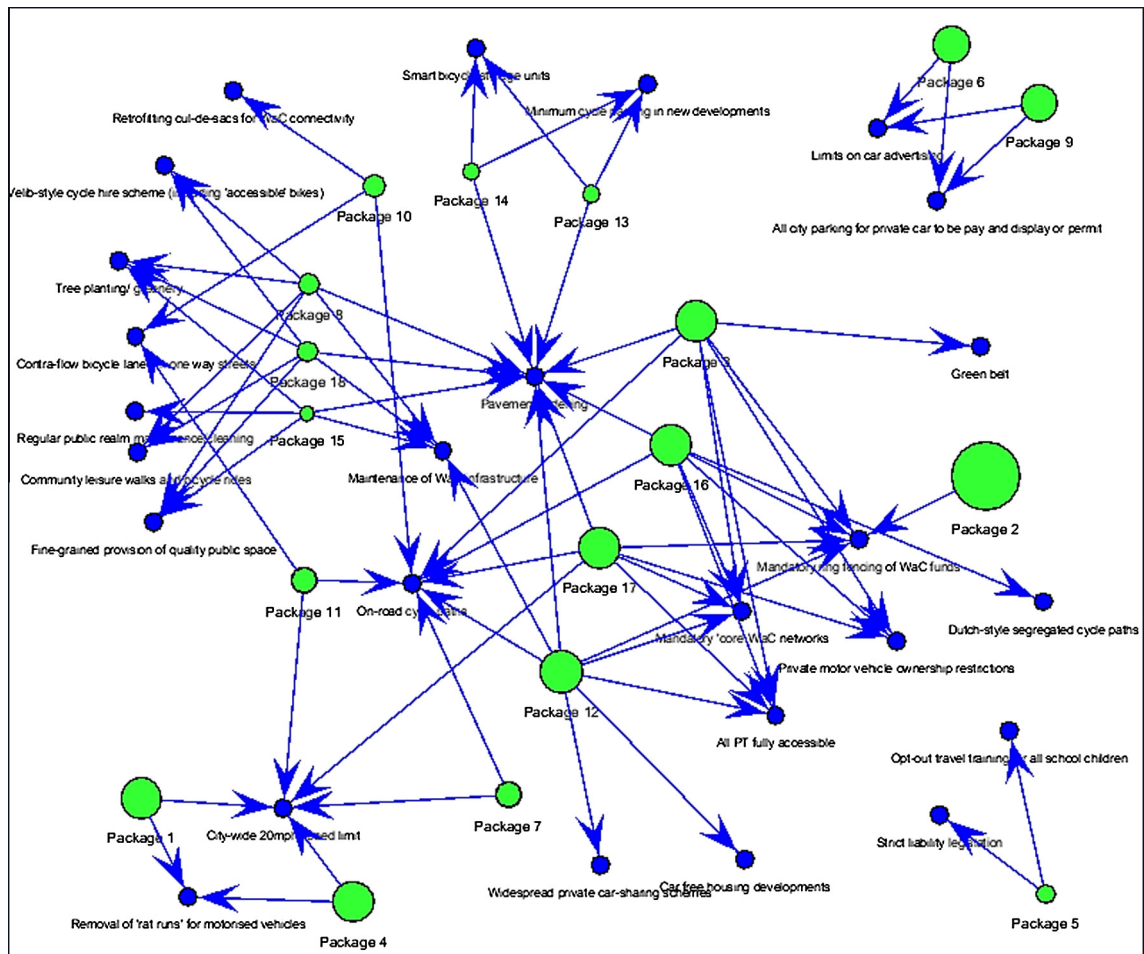 Package 6
Smart bicycle storage units
Minimum cycle parking in new developments
Retrofitting cul-de-sacs for WaC connectivity
Package 9
Limits on car advertising
Velib-style cycle hire scheme (including 'accessible' bikes)
Package 14
Package 10
Package 13
All city parking for private car to be pay and display or permit
Tree planting/ greenery
Package 8
Contra-flow bicycle lanes on one way streets
Package 3
Green belt
Package 18
Pavement widening
Regular public realm maintenance/cleaning
Package 15
Community leisure walks and bicycle rides
Maintenance of WaC infrastructure
Package 16
Package 2
Fine-grained provision of quality public space
Mandatory ring fencing of WaC funds
Package 17
Package 11
On-road cycle paths
Dutch-style segregated cycle paths
Mandatory 'core' WaC networks
Private motor vehicle ownership restrictions
Package 12
All PT fully accessible
Opt-out travel training for all school children
Package 1
City-wide 20mph speed limit
Package 7
Strict liability legislation
Widespread private car-sharing schemes
Car free housing developments
Removal of 'rat runs' for motorised vehicles
Package 4
Package 5